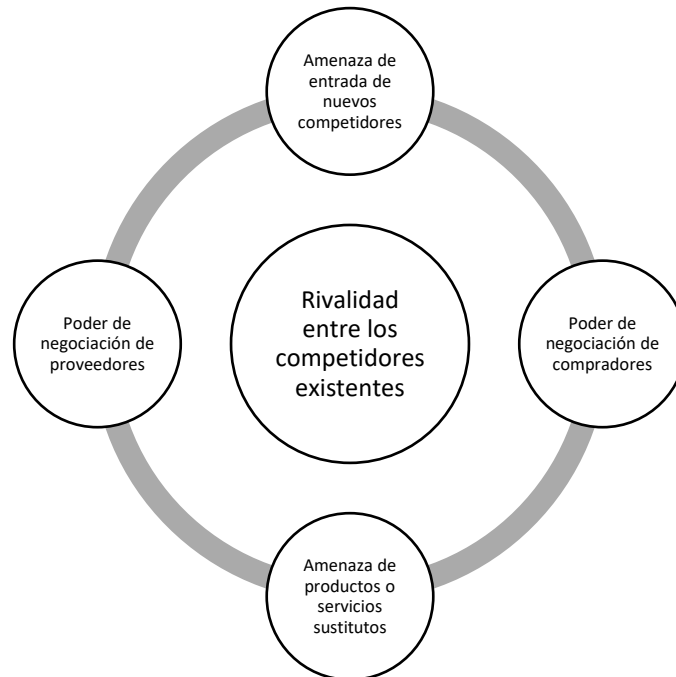 Amenaza de
entrada de
nuevos
competidores
Poder de
negociación de
proveedores
Rivalidad
entre los
competidores
existentes
Poder de
negociación de
compradores
Amenaza de
productos o
servicios
sustitutos